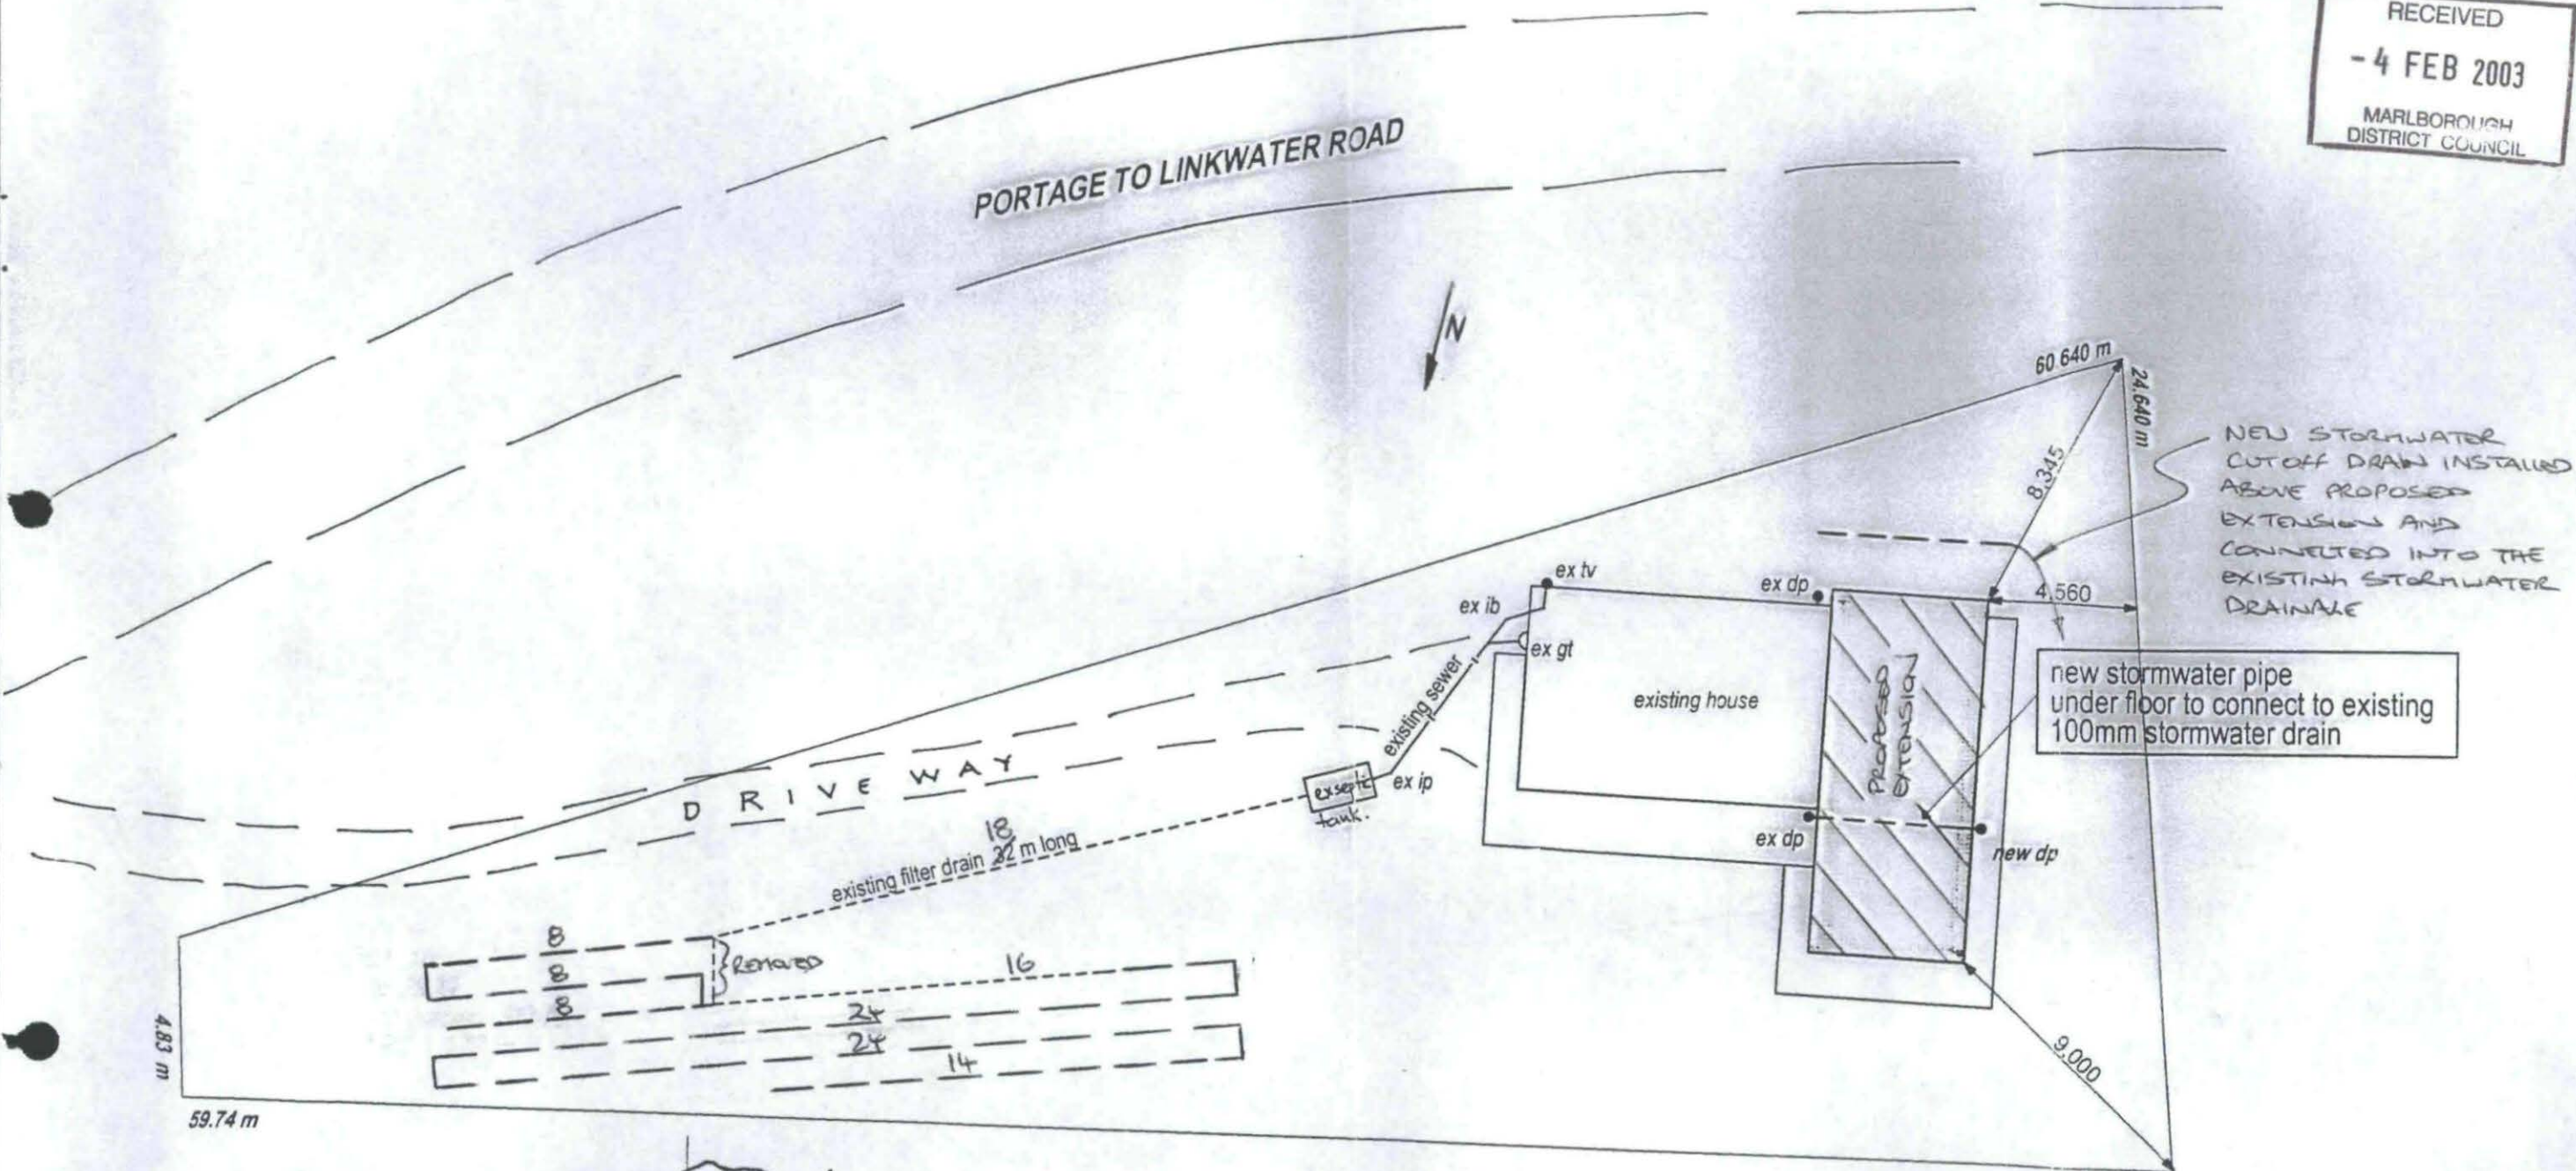 RECEIVED
- 4 FEB 2003
MARLBOROUGH
DISTRICT COUNCIL
PORTAGE TO LINKWATER ROAD
N
60.640 m
24.640 m
8,345
NEW STORMWATER
CUTOFF DRAIN INSTALLED
ABOVE PROPOSED
EXTENSION AND
CONNECTED INTO THE
EXISTING STORMWATER
DRAINAGE
ex tv
ex dp
4,560
ex ib
ex gt
existing sewer
existing house
PROPOSED
EXTENSION
new stormwater pipe
under floor to connect to existing
100mm stormwater drain
DRIVEWAY
ex septic
tank.
ex ip
18
existing filter drain 32 m long
ex dp
new dp
8
8
8
REMOVED
16
24
24
14
4.83 m
59.74 m
9,000